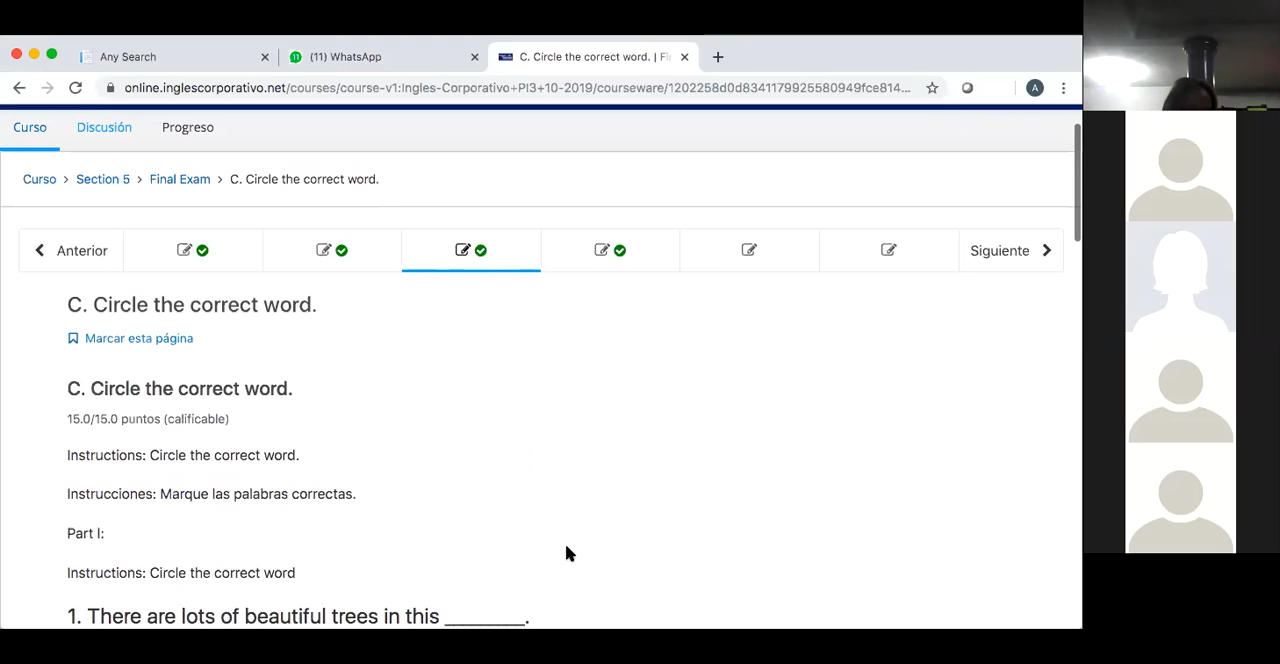 Any Search
(11) WhatsApp
C. Circle the correct word. | Fi
online.inglescorporativo.net/courses/course-v1:Ingles-Corporativo+PI3+10-2019/courseware/1202258d0d8341179925580949fce814...
A
Curso Discusión Progreso
Curso > Section 5 > Final Exam > C. Circle the correct word.
Anterior
Siguiente
C. Circle the correct word.
Marcar esta página
C. Circle the correct word.
15.0/15.0 puntos (calificable)
Instructions: Circle the correct word.
Instrucciones: Marque las palabras correctas.
Part I:
Instructions: Circle the correct word
1. There are lots of beautiful trees in this ________.